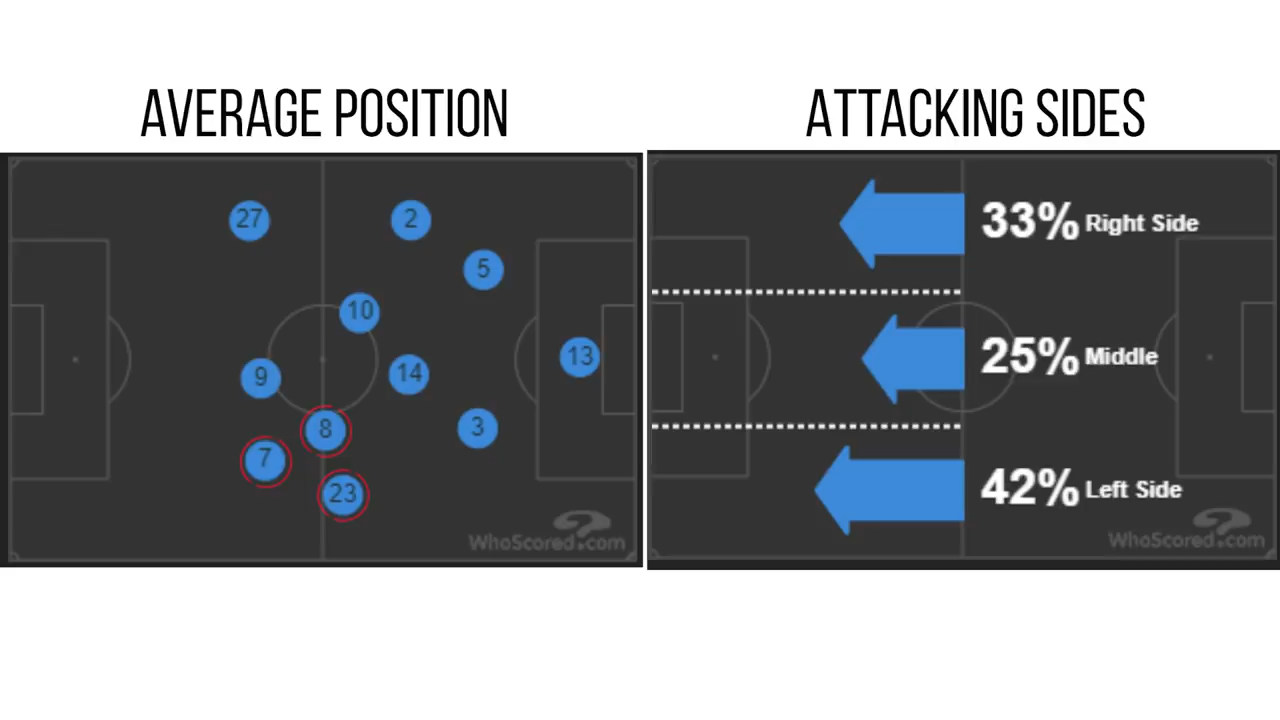 AVERAGE POSITION
27
2
5
10
13
9
14
8
3
7
23
WhoScored.com
ATTACKING SIDES
33% Right Side
25% Middle
42% Left Side
WhoScored.com